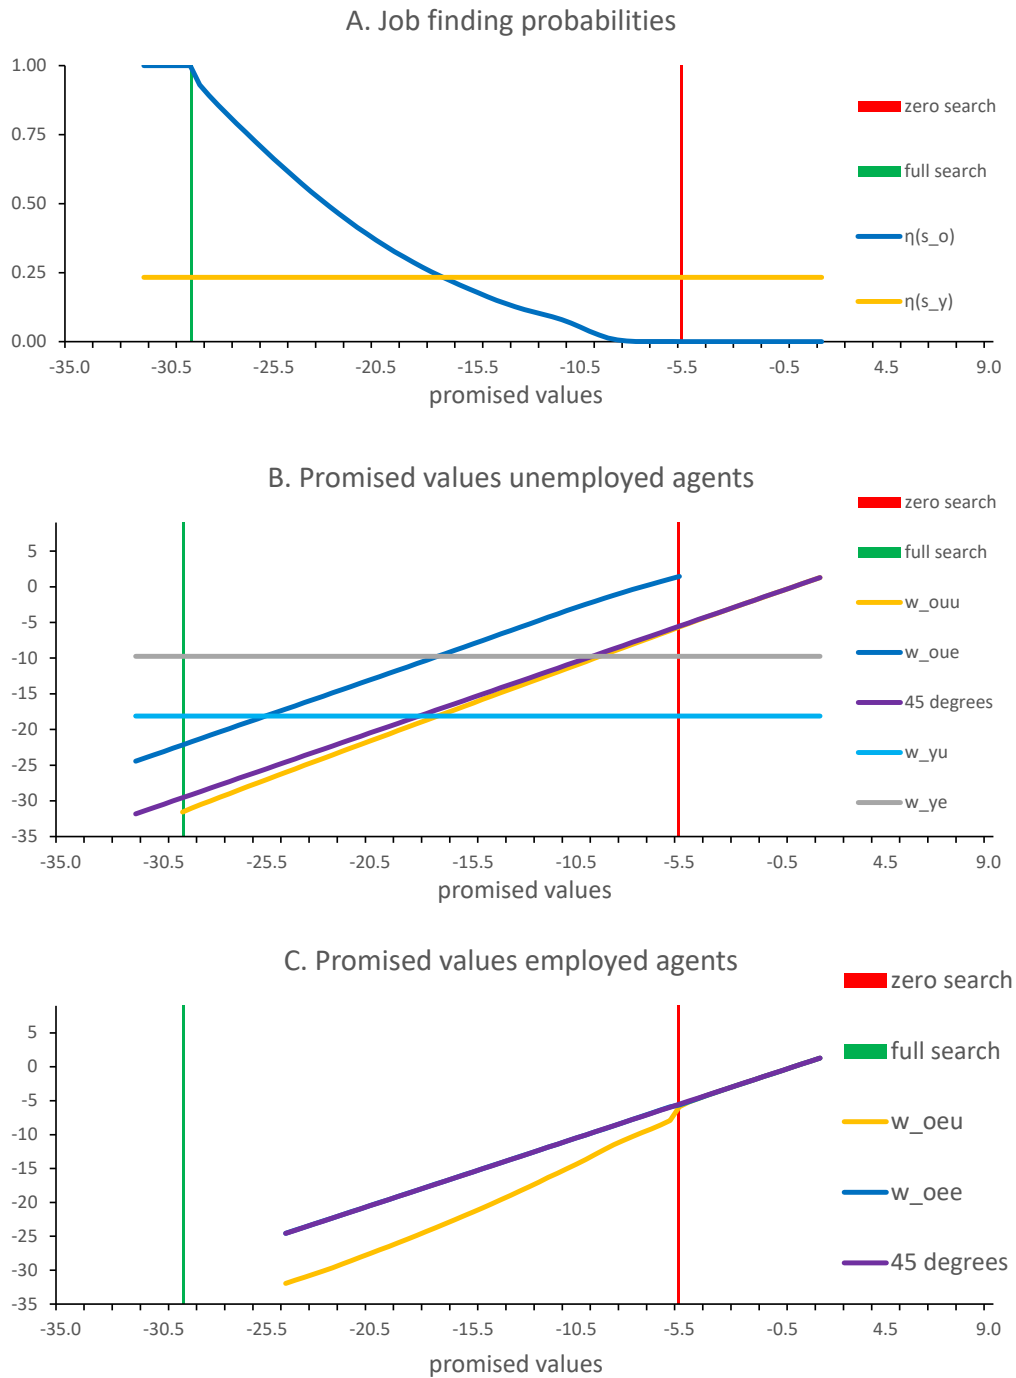 A. Job finding probabilities
1.00
0.75
0.50
0.25
0.00
-35.0 -30.5 -25.5 -20.5 -15.5 -10.5 -5.5 -0.5 4.5 9.0
promised values
zero search
full search
η(s_o)
η(s_y)
B. Promised values unemployed agents
5
0
-5
-10
-15
-20
-25
-30
-35
-35.0 -30.5 -25.5 -20.5 -15.5 -10.5 -5.5 -0.5 4.5 9.0
promised values
zero search
full search
w_ouu
w_oue
45 degrees
w_yu
w_ye
C. Promised values employed agents
5
0
-5
-10
-15
-20
-25
-30
-35
-35.0 -30.5 -25.5 -20.5 -15.5 -10.5 -5.5 -0.5 4.5 9.0
promised values
zero search
full search
w_oeu
w_oee
45 degrees